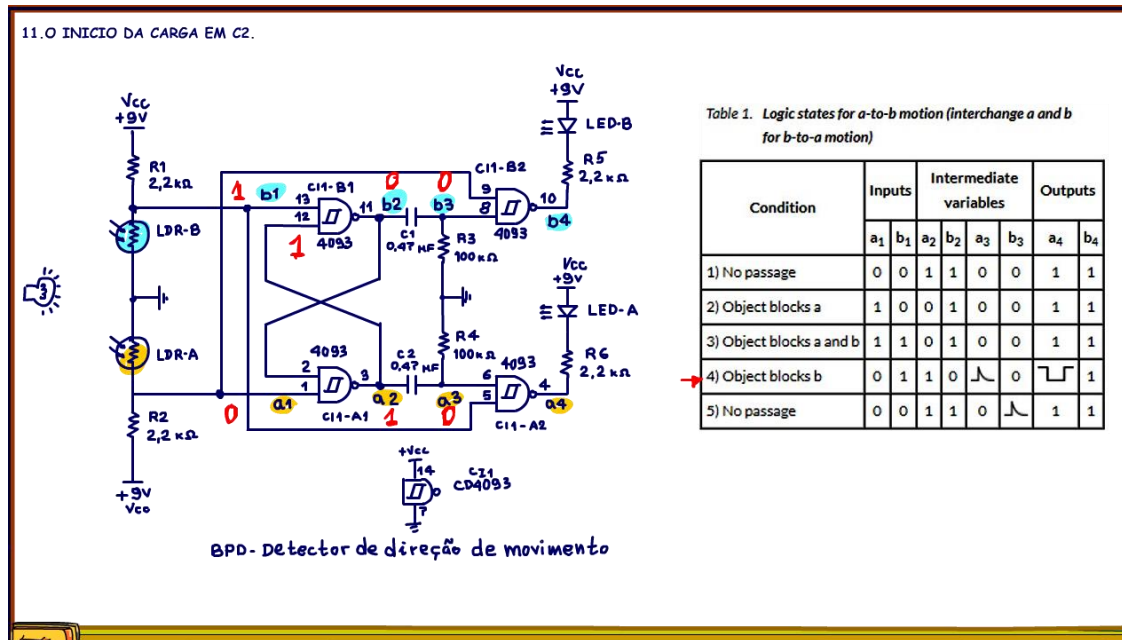 11.O INICIO DA CARGA EM C2.
Vcc
+9V
R1
2,2kΩ
LDR-B
LDR-A
R2
2,2 kΩ
+9V
Vcc
3
1
b1
CI1-B1
13
12
11
4093
1
0
b2
C1
0,47 µF
0
b3
R3
100kΩ
CI1-B2
9
8
10
4093
b4
Vcc
+9V
LED-B
R5
2,2 kΩ
4093
2
1
3
CI1-A1
0
a1
a2
1
C2
0,47 µF
a3
0
R4
100kΩ
4093
6
5
4
CI1-A2
a4
Vcc
+9V
LED-A
R6
2,2 kΩ
+Vcc
14
7
CI1
CD4093
BPD- Detector de direção de movimento
Table 1. Logic states for a-to-b motion (interchange a and b
for b-to-a motion)
Condition Inputs Intermediate variables Outputs
a1 b1 a2 b2 a3 b3 a4 b4
1) No passage 0 0 1 1 0 0 1 1
2) Object blocks a 1 0 0 1 0 0 1 1
3) Object blocks a and b 1 1 0 1 0 0 1 1
4) Object blocks b 0 1 1 0 0 1
5) No passage 0 0 1 1 0 1 1